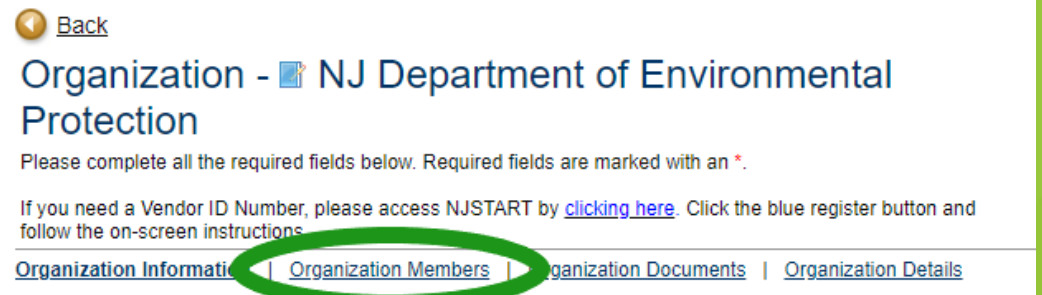 Back
Organization - NJ Department of Environmental
Protection
Please complete all the required fields below. Required fields are marked with an *.
If you need a Vendor ID Number, please access NJSTART by clicking here. Click the blue register button and
follow the on-screen instructions
Organization Information | Organization Members | Organization Documents | Organization Details